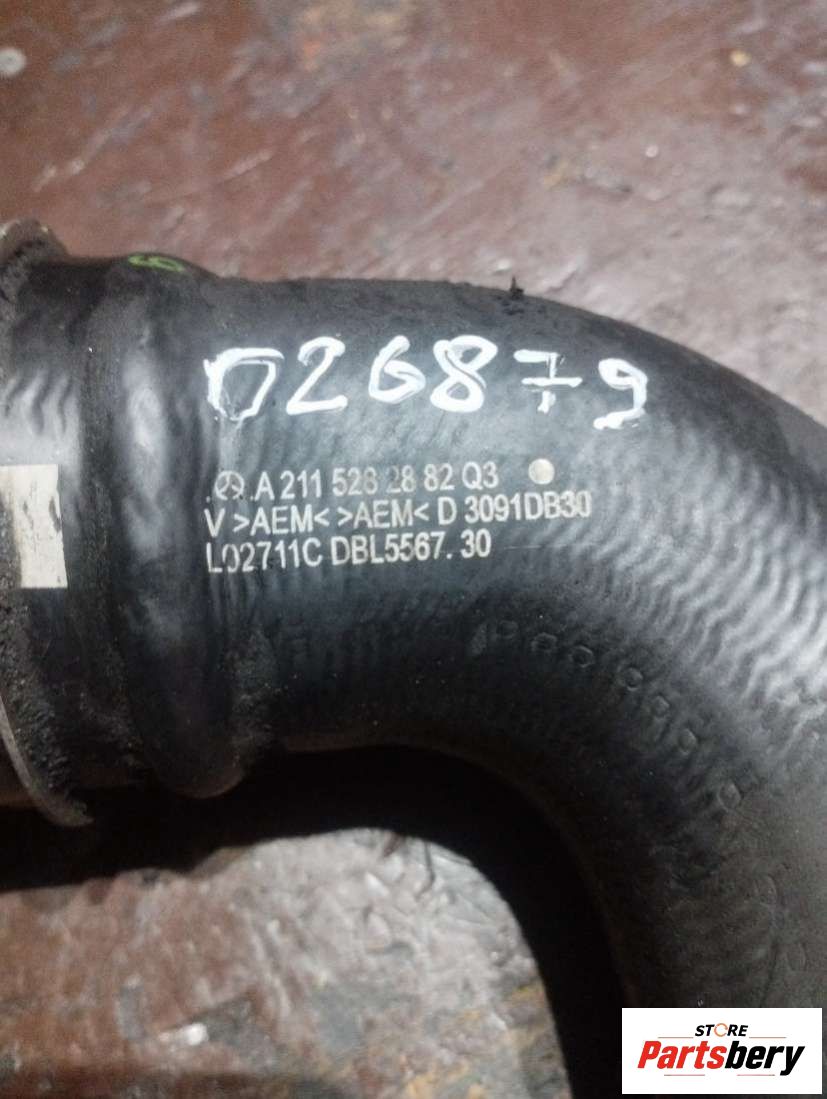 026879
A 211 528 28 82 Q3
V >AEM< >AEM< D 3091DB30
L02711C DBL5567.30
STORE
Partsbery